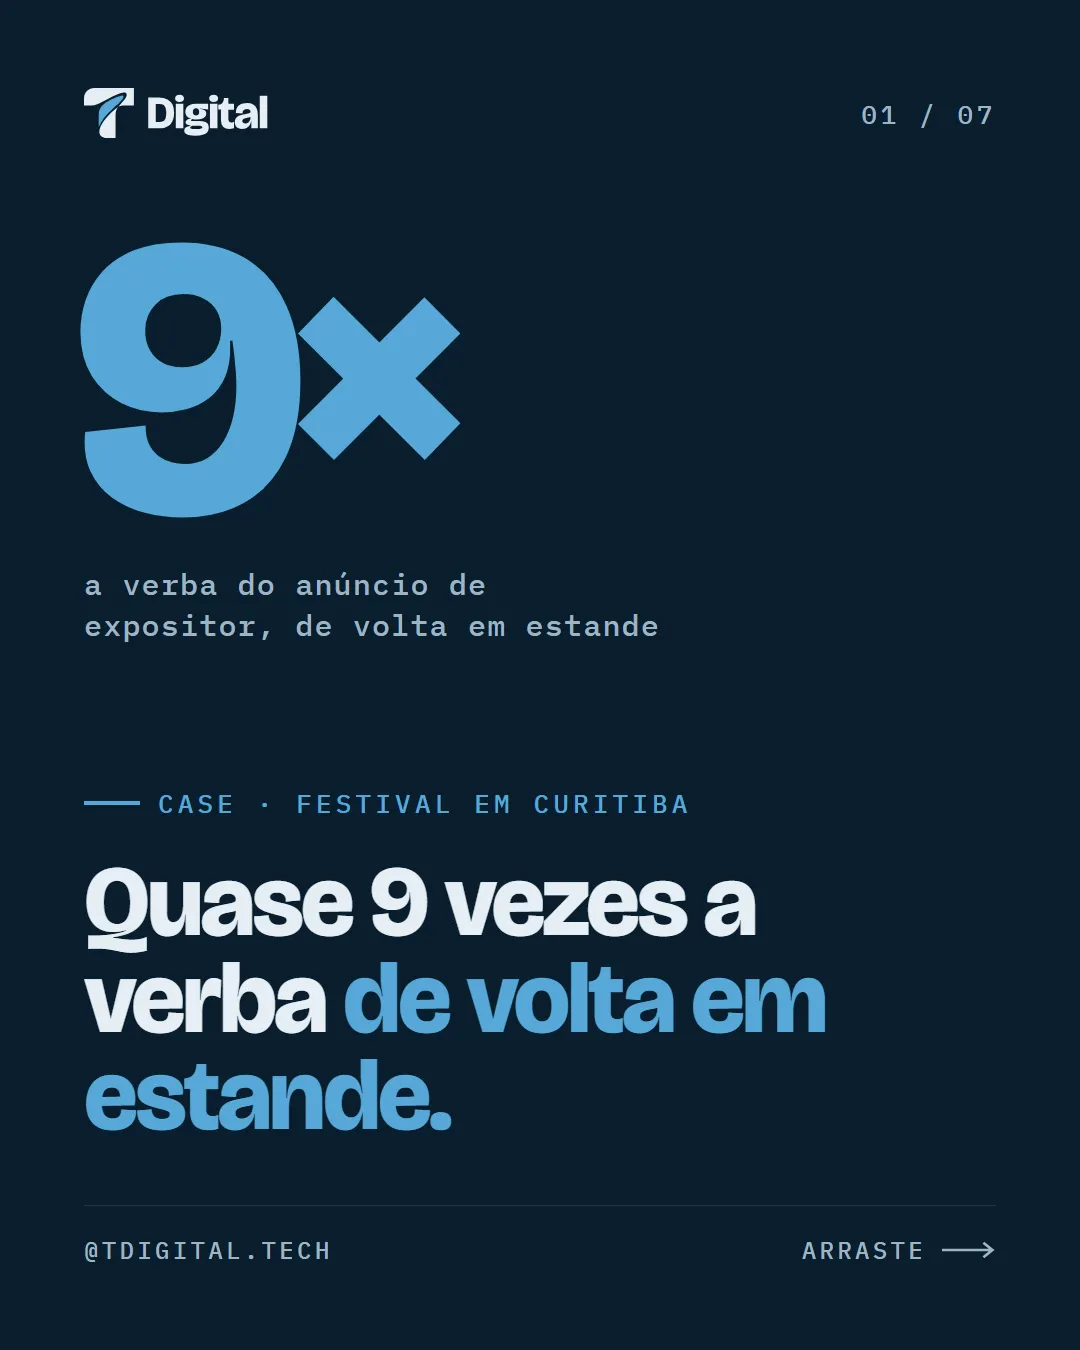 Digital
01 / 07
9×
a verba do anúncio de
expositor, de volta em estande
CASE · FESTIVAL EM CURITIBA
Quase 9 vezes a
verba de volta em
estande.
@TDIGITAL.TECH
ARRASTE →